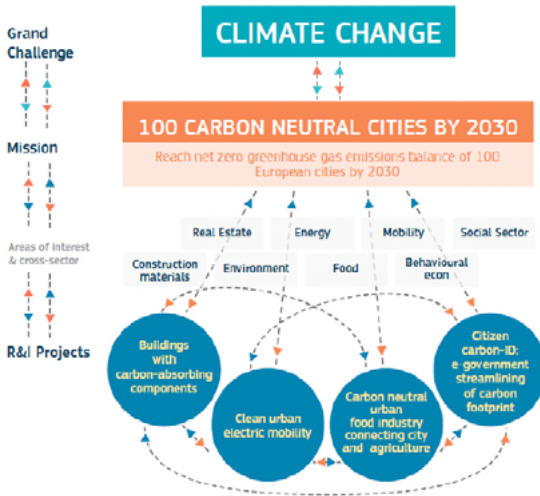 Grand
Challenge
CLIMATE CHANGE
Mission
100 CARBON NEUTRAL CITIES BY 2030
Reach net zero greenhouse gas emissions balance of 100
European cities by 2030
Areas of interest
& cross-sector
Real Estate
Energy
Mobility
Social Sector
Construction
materials
Environment
Food
Behavioural
econ
R&I Projects
Buildings
with
carbon-absorbing
components
Clean urban
electric mobility
Carbon neutral
urban
food industry
connecting city
and agriculture
Citizen
carbon-ID:
e-government
streamlining
of carbon
footprint